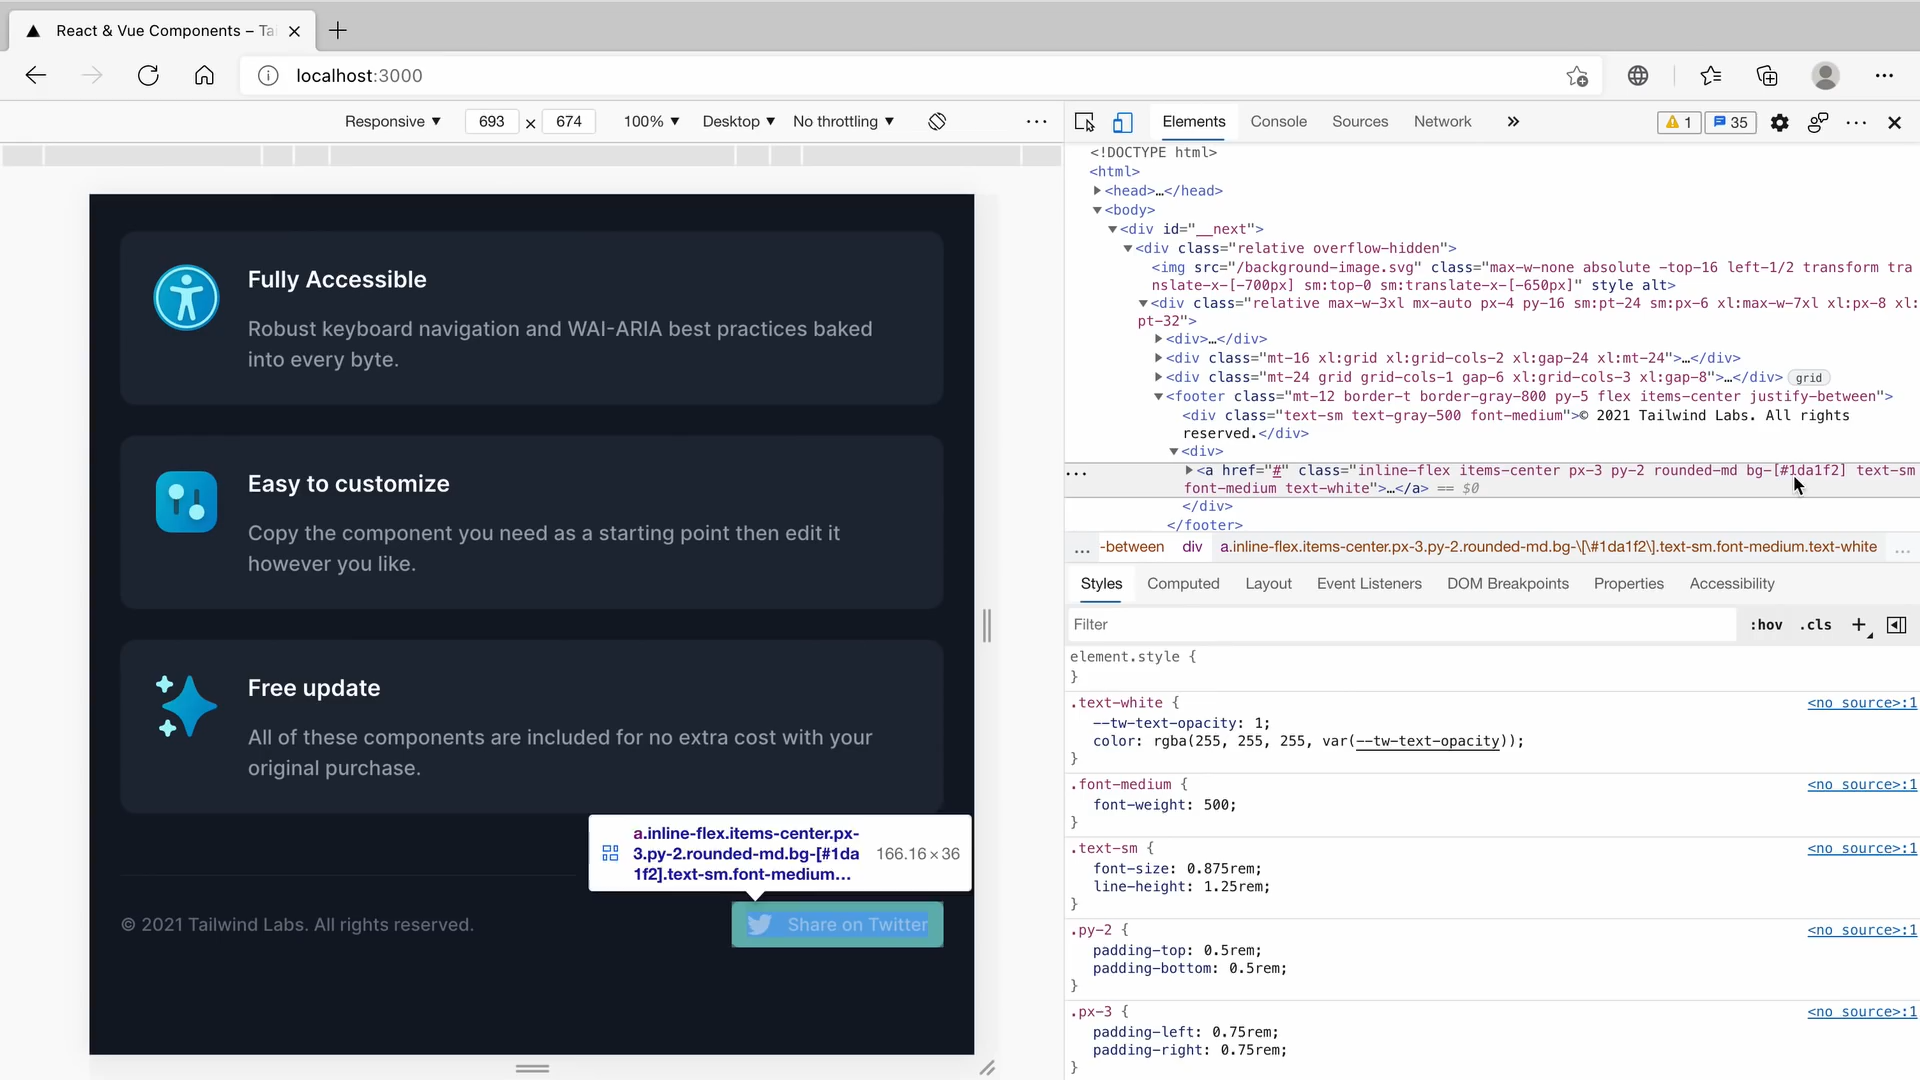 React & Vue Components – Ta
localhost:3000
Responsive 693 × 674 100% Desktop No throttling
Elements Console Sources Network 1 35
Fully Accessible
Robust keyboard navigation and WAI-ARIA best practices baked
into every byte.
Easy to customize
Copy the component you need as a starting point then edit it
however you like.
Free update
All of these components are included for no extra cost with your
original purchase.
a.inline-flex.items-center.px-
3.py-2.rounded-md.bg-[#1da
1f2].text-sm.font-medium...
166.16×36
© 2021 Tailwind Labs. All rights reserved.
Share on Twitter
<!DOCTYPE html>
<html>
<head>…</head>
<body>
<div id="__next">
<div class="relative overflow-hidden">
<img src="/background-image.svg" class="max-w-none absolute -top-16 left-1/2 transform tra
nslate-x-[-700px] sm:top-0 sm:translate-x-[-650px]" style alt>
<div class="relative max-w-3xl mx-auto px-4 py-16 sm:pt-24 sm:px-6 xl:max-w-7xl xl:px-8 xl:
pt-32">
<div>…</div>
<div class="mt-16 xl:grid xl:grid-cols-2 xl:gap-24 xl:mt-24">…</div>
<div class="mt-24 grid grid-cols-1 gap-6 xl:grid-cols-3 xl:gap-8">…</div> grid
<footer class="mt-12 border-t border-gray-800 py-5 flex items-center justify-between">
<div class="text-sm text-gray-500 font-medium">© 2021 Tailwind Labs. All rights
reserved.</div>
<div>
<a href="#" class="inline-flex items-center px-3 py-2 rounded-md bg-[#1da1f2] text-sm
font-medium text-white">…</a> == $0
</div>
</footer>
... -between div a.inline-flex.items-center.px-3.py-2.rounded-md.bg-\[\#1da1f2\].text-sm.font-medium.text-white ...
Styles Computed Layout Event Listeners DOM Breakpoints Properties Accessibility
Filter :hov .cls
element.style {
}
.text-white { <no source>:1
--tw-text-opacity: 1;
color: rgba(255, 255, 255, var(--tw-text-opacity));
}
.font-medium { <no source>:1
font-weight: 500;
}
.text-sm { <no source>:1
font-size: 0.875rem;
line-height: 1.25rem;
}
.py-2 { <no source>:1
padding-top: 0.5rem;
padding-bottom: 0.5rem;
}
.px-3 { <no source>:1
padding-left: 0.75rem;
padding-right: 0.75rem;
}